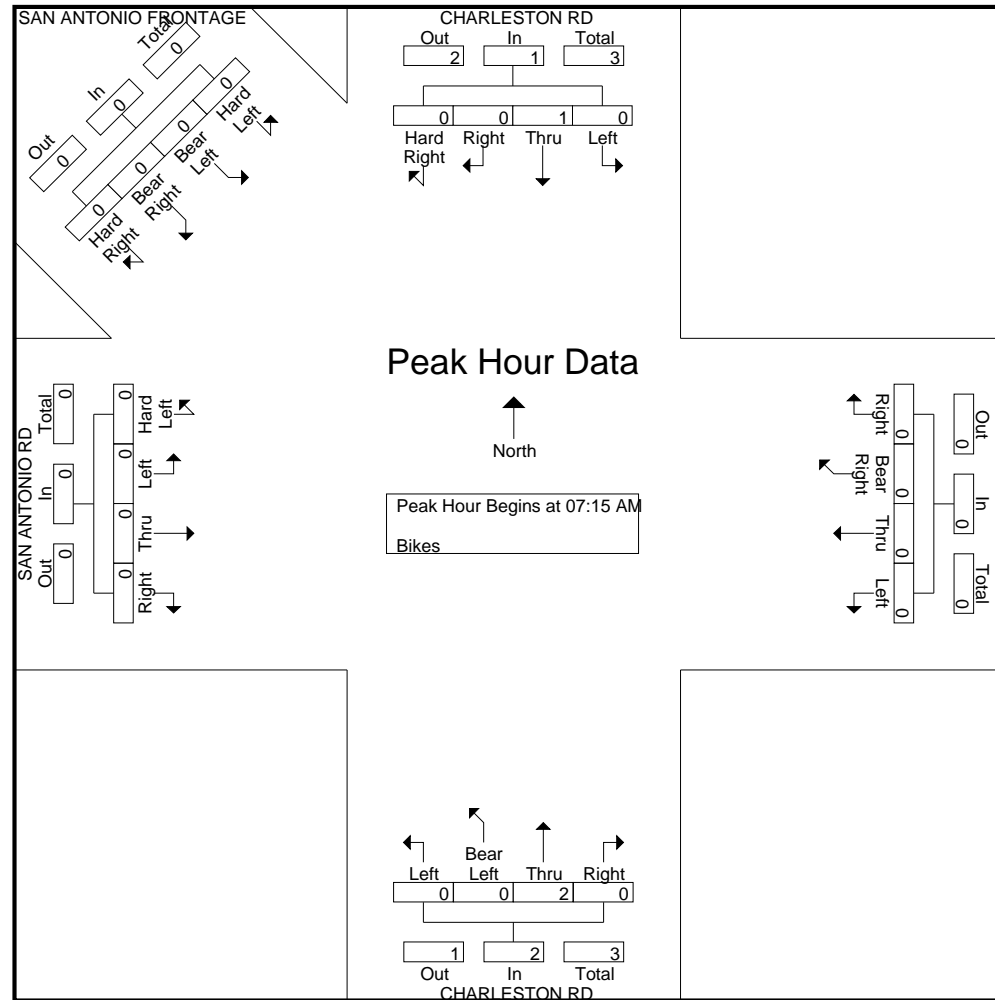 SAN ANTONIO FRONTAGE
Total
0
In
0
Out
0
0
Hard
Left
0
Bear
Left
0
Bear
Right
0
Hard
Right
CHARLESTON RD
Out In Total
2 1 3
0 0 1 0
Hard
Right
Right Thru Left
Peak Hour Data
North
Peak Hour Begins at 07:15 AM
Bikes
SAN ANTONIO RD
Total
0
In
0
Out
0
0
Hard
Left
0
Left
0
Thru
0
Right
Right
0
Bear
Right
0
Thru
0
Left
0
Out
0
In
0
Total
0
Left
Bear
Left
Thru Right
0 0 2 0
1 2 3
Out In Total
CHARLESTON RD